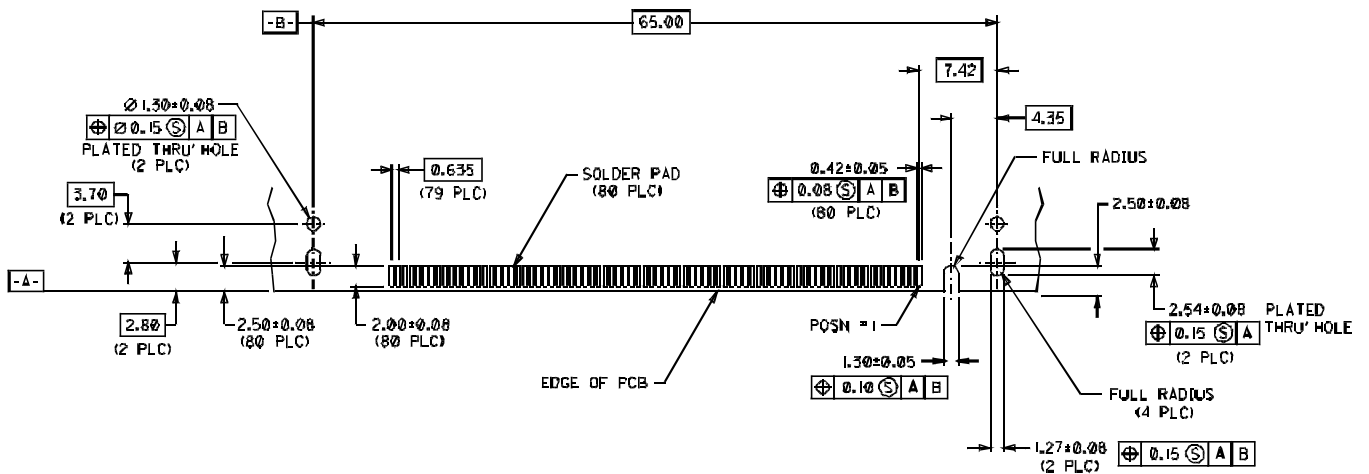 -B-
65.00
7.42
Ø 1.30±0.08
⌖ Ø 0.15 Ⓢ A B
PLATED THRU' HOLE
(2 PLC)
4.35
0.635
(79 PLC)
SOLDER PAD
(80 PLC)
0.42±0.05
⌖ 0.08 Ⓢ A B
(80 PLC)
FULL RADIUS
3.70
(2 PLC)
2.50±0.08
-A-
2.80
(2 PLC)
2.50±0.08
(80 PLC)
2.00±0.08
(80 PLC)
POSN #1
2.54±0.08 PLATED THRU' HOLE
⌖ 0.15 Ⓢ A
(2 PLC)
1.30±0.05
⌖ 0.10 Ⓢ A B
EDGE OF PCB
FULL RADIUS
(4 PLC)
1.27±0.08 ⌖ 0.15 Ⓢ A B
(2 PLC)